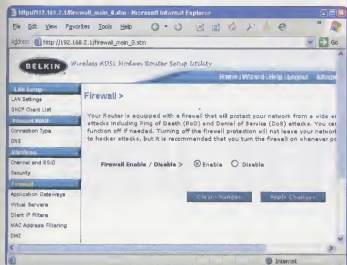 http://192.168.2.1/firewall_main_0.stm - Microsoft Internet Explorer
File Edit View Favorites Tools Help
Address http://192.168.2.1/firewall_main_0.stm Go
BELKIN Wireless ADSL Modem Router Setup Utility
Home | Wizard | Help | Logout
LAN Setup
LAN Settings
DHCP Client List
Internet WAN
Connection Type
DNS
Wireless
Channel and SSID
Security
Firewall
Application Gateways
Virtual Servers
Client IP Filters
MAC Address Filtering
DMZ
Firewall >
Your Router is equipped with a firewall that will protect your network from a wide
attacks including Ping of Death (PoD) and Denial of Service (DoS) attacks. You can
function off if needed. Turning off the firewall protection will not leave your network
to hacker attacks, but it is recommended that you turn the firewall on whenever
Firewall Enable / Disable > Enable Disable
Clear Changes Apply Changes
Internet